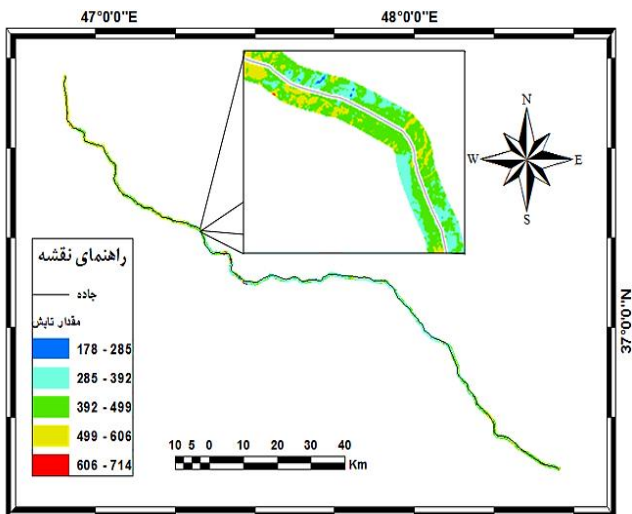 47°0'0"E 48°0'0"E
N
W E
S
37°0'0"N
راهنمای نقشه
جاده
مقدار تابش
178 - 285
285 - 392
392 - 499
499 - 606
606 - 714
10 5 0 10 20 30 40
Km